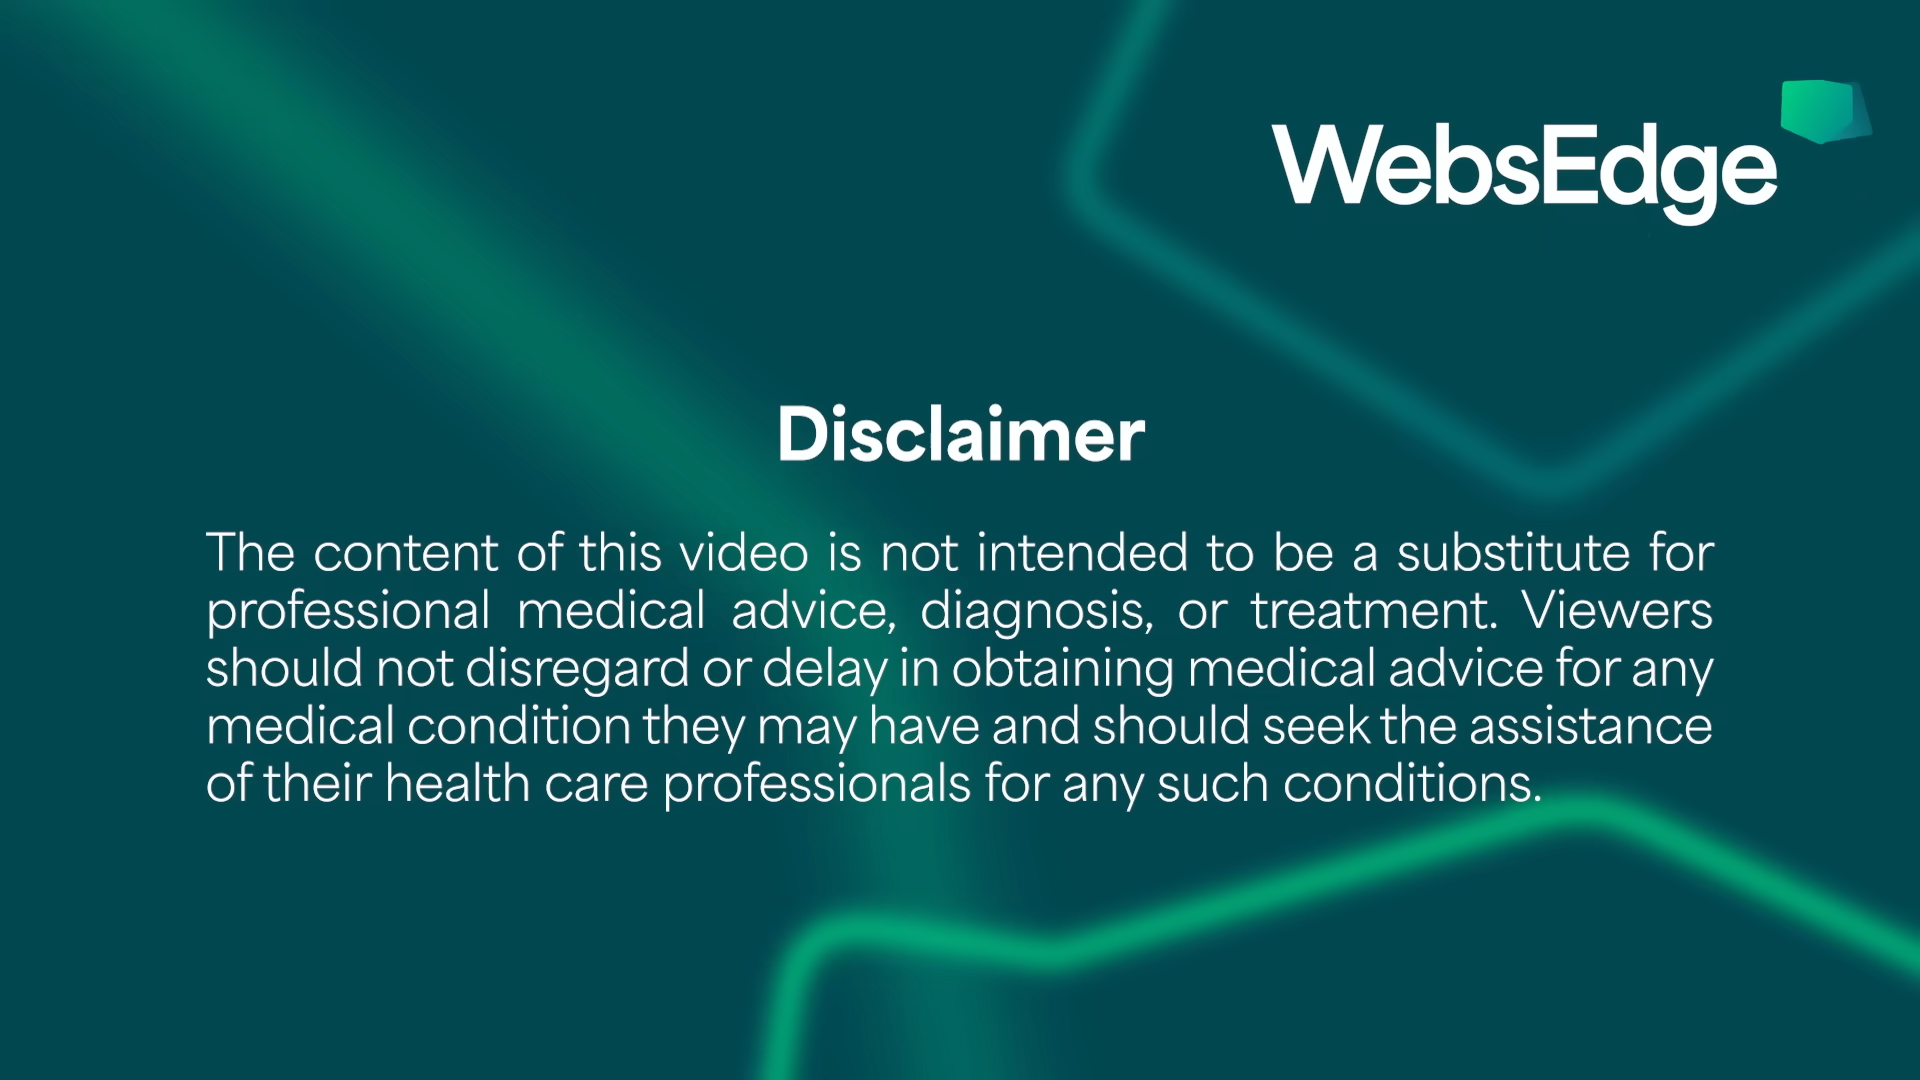 WebsEdge
Disclaimer
The content of this video is not intended to be a substitute for
professional medical advice, diagnosis, or treatment. Viewers
should not disregard or delay in obtaining medical advice for any
medical condition they may have and should seek the assistance
of their health care professionals for any such conditions.